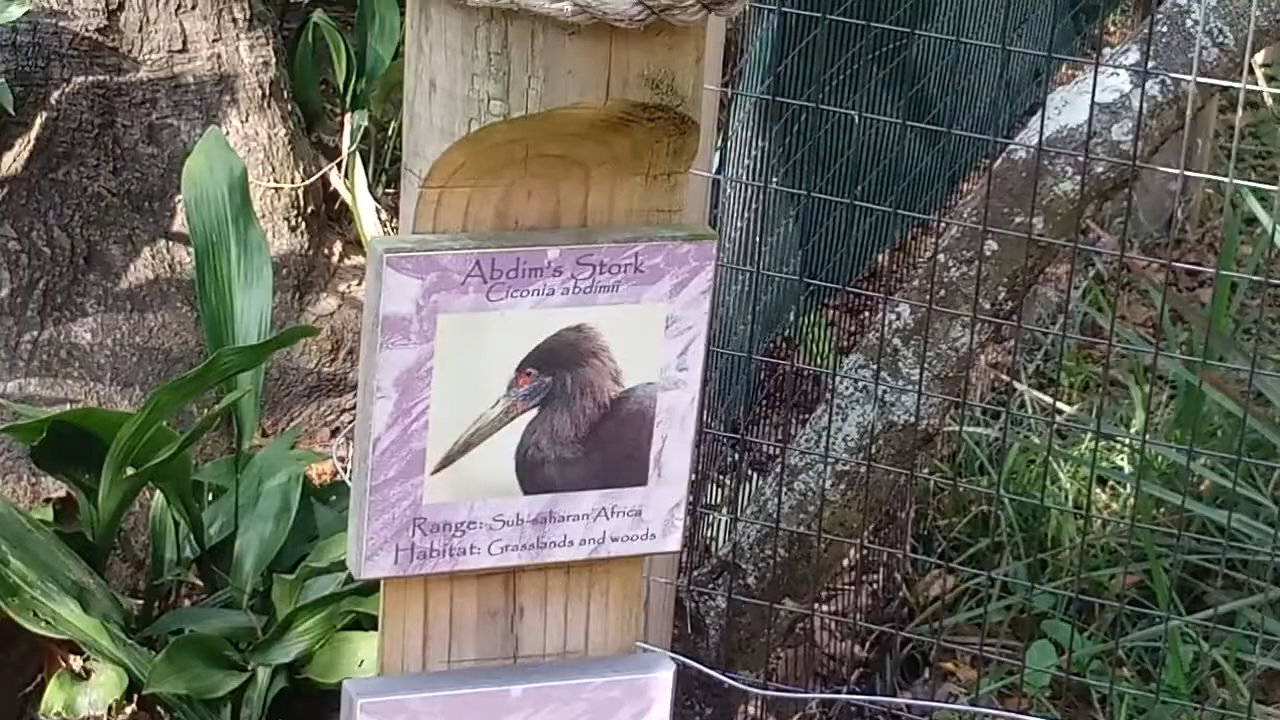 Abdim's Stork
Ciconia abdimii
Range: Sub-saharan Africa
Habitat: Grasslands and woods